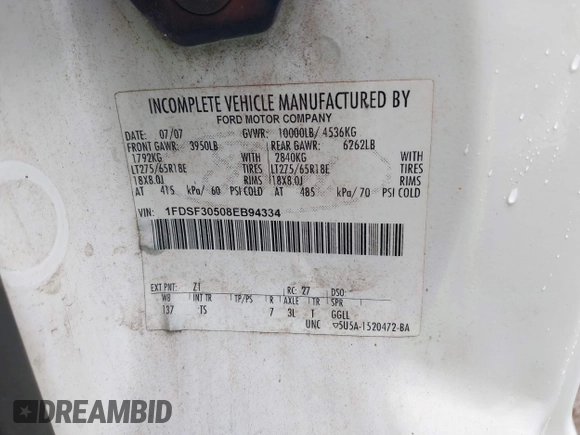 INCOMPLETE VEHICLE MANUFACTURED BY
FORD MOTOR COMPANY
DATE: 07/07 GVWR: 10000LB/ 4536KG
FRONT GAWR: 3950LB REAR GAWR: 6262LB
1792KG WITH 2840KG WITH
LT275/65R18E TIRES LT275/65R18E TIRES
18X8.0J RIMS 18X8.0J RIMS
AT 415 kPa/ 60 PSI COLD AT 485 kPa/ 70 PSI COLD
VIN: 1FDSF30508EB94334
EXT PNT: Z1 RC: 27 DSO:
WB INT TR TP/PS R AXLE TR SPR
137 TS 7 3L T GGLL
UNC ▽5U5A-1520472-BA
DREAMBID